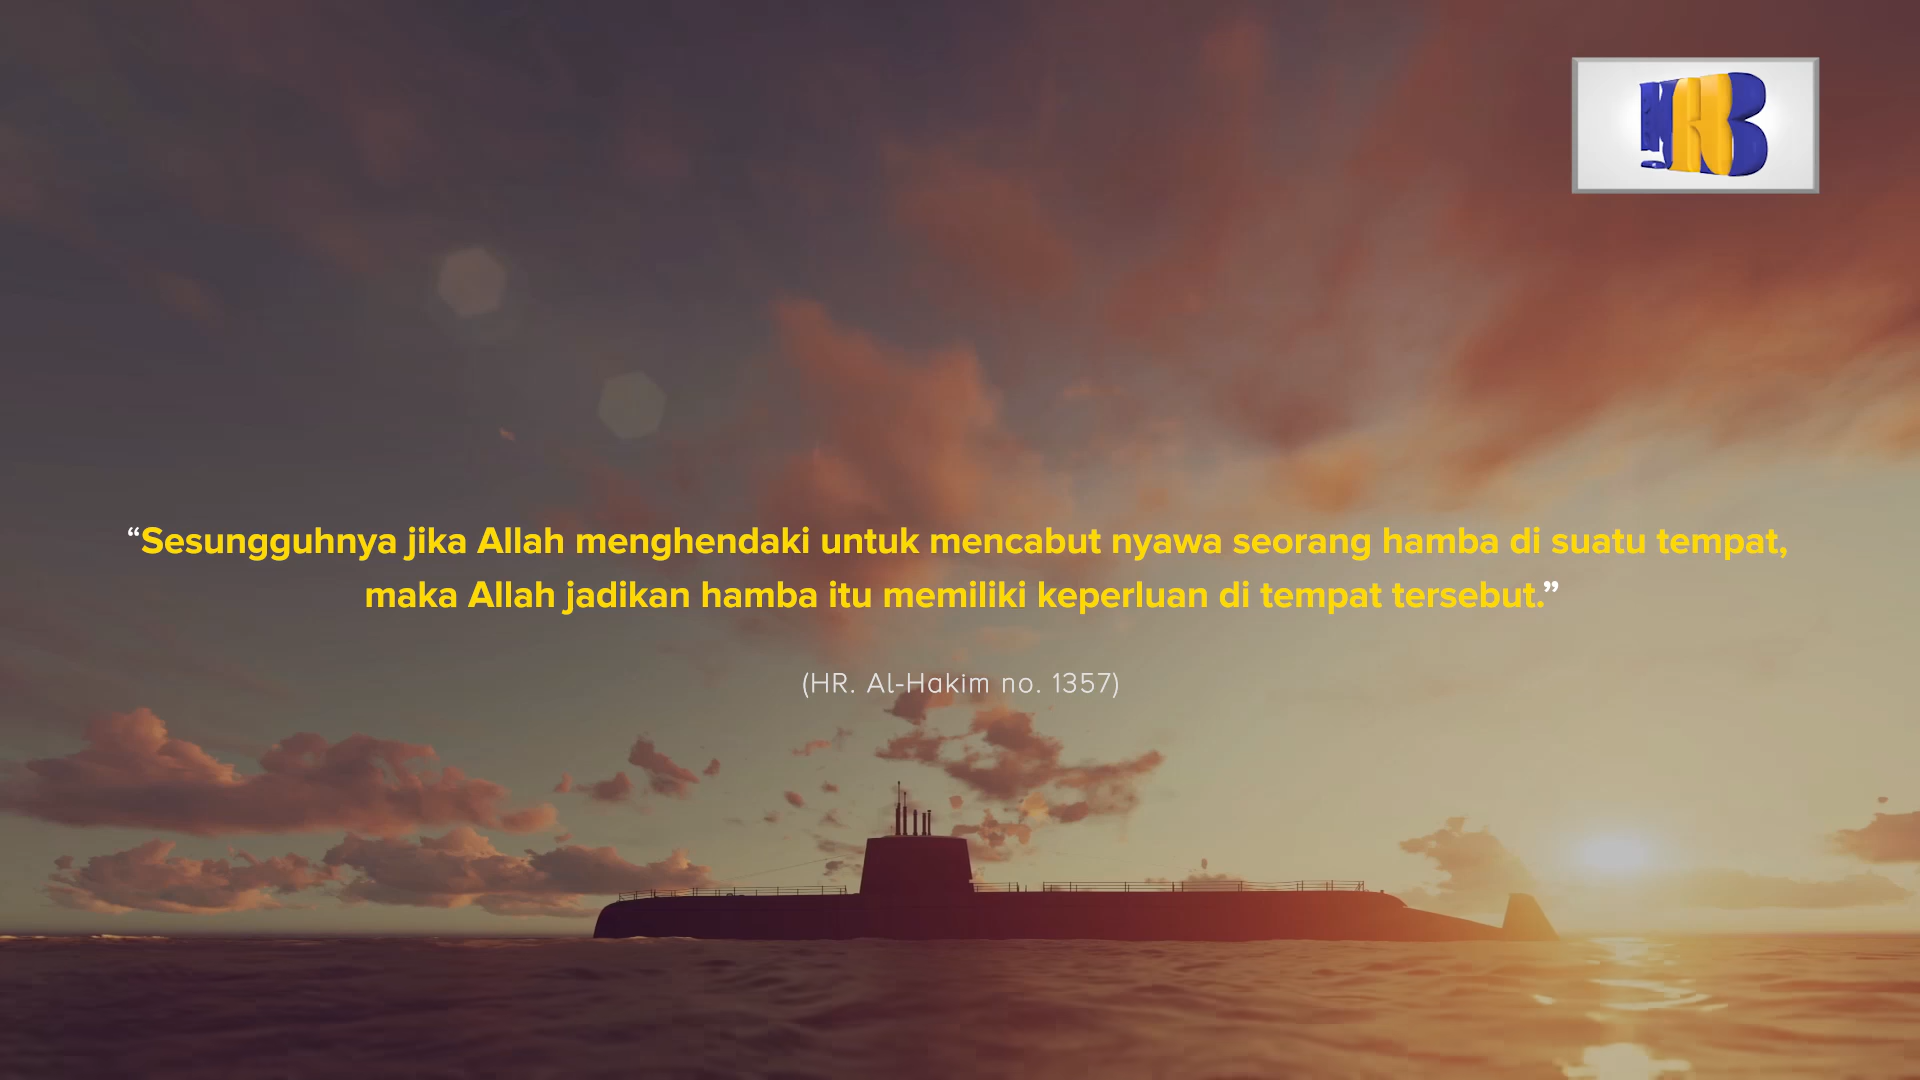 “Sesungguhnya jika Allah menghendaki untuk mencabut nyawa seorang hamba di suatu tempat,
maka Allah jadikan hamba itu memiliki keperluan di tempat tersebut.”
(HR. Al-Hakim no. 1357)